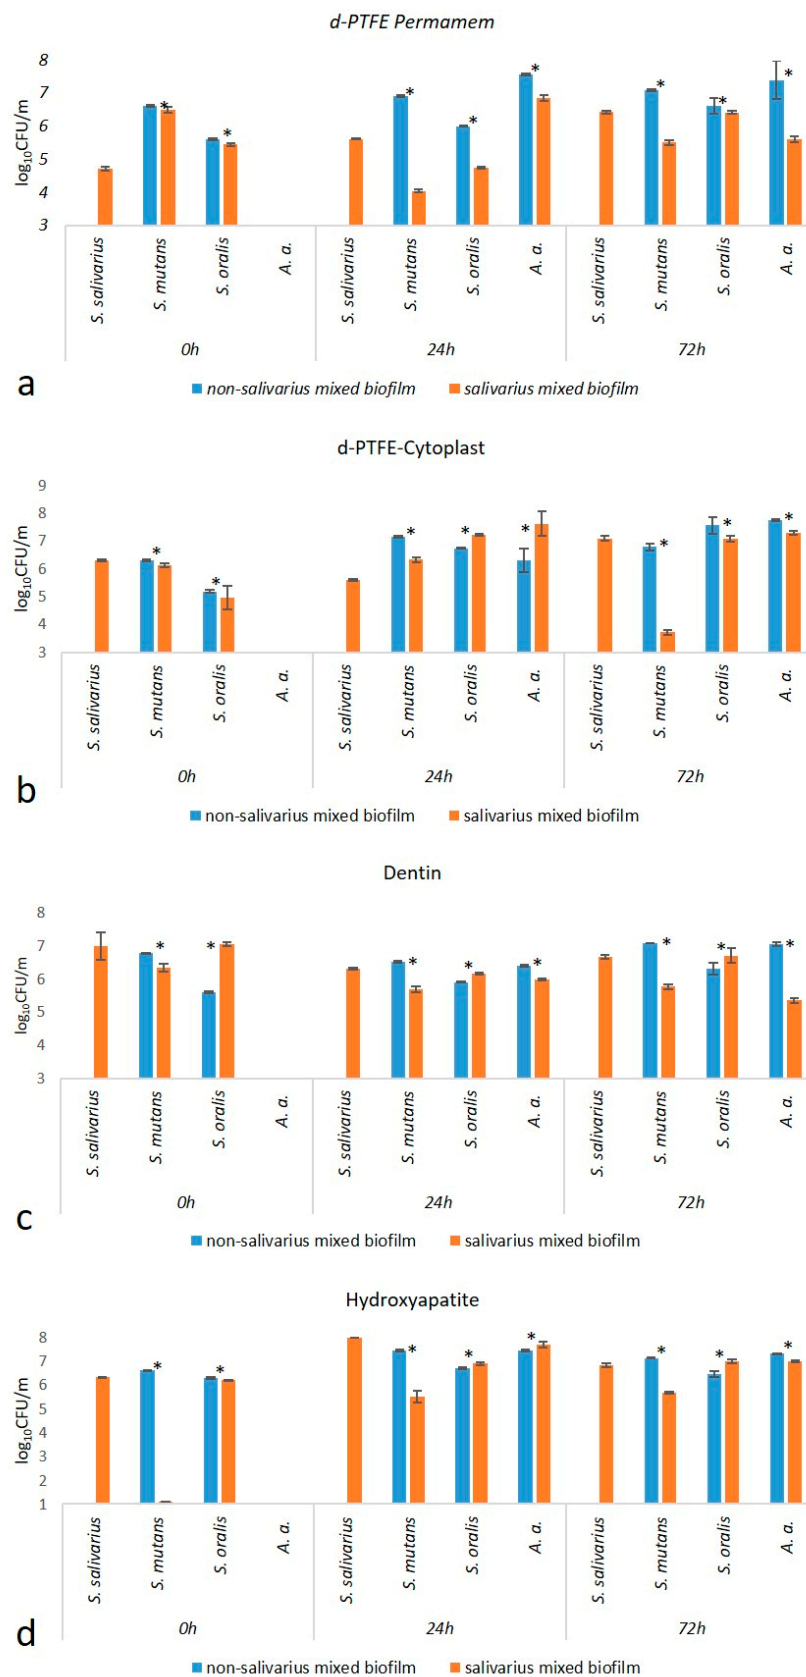 d-PTFE Permamem
8
7
6
5
4
3
log10CFU/m
S. salivarius
S. mutans
S. oralis
A. a.
S. salivarius
S. mutans
S. oralis
A. a.
S. salivarius
S. mutans
S. oralis
A. a.
* * * * * * * *
0h 24h 72h
a
non-salivarius mixed biofilm salivarius mixed biofilm
d-PTFE-Cytoplast
9
8
7
6
5
4
3
log10CFU/m
* * * * * * * *
S. salivarius
S. mutans
S. oralis
A. a.
S. salivarius
S. mutans
S. oralis
A. a.
S. salivarius
S. mutans
S. oralis
A. a.
0h 24h 72h
b
non-salivarius mixed biofilm salivarius mixed biofilm
Dentin
8
7
6
5
4
3
log10CFU/m
* * * * * * * *
S. salivarius
S. mutans
S. oralis
A. a.
S. salivarius
S. mutans
S. oralis
A. a.
S. salivarius
S. mutans
S. oralis
A. a.
0h 24h 72h
c
non-salivarius mixed biofilm salivarius mixed biofilm
Hydroxyapatite
8
7
6
5
4
3
2
1
log10CFU/m
* * * * * * * *
S. salivarius
S. mutans
S. oralis
A. a.
S. salivarius
S. mutans
S. oralis
A. a.
S. salivarius
S. mutans
S. oralis
A. a.
0h 24h 72h
d
non-salivarius mixed biofilm salivarius mixed biofilm